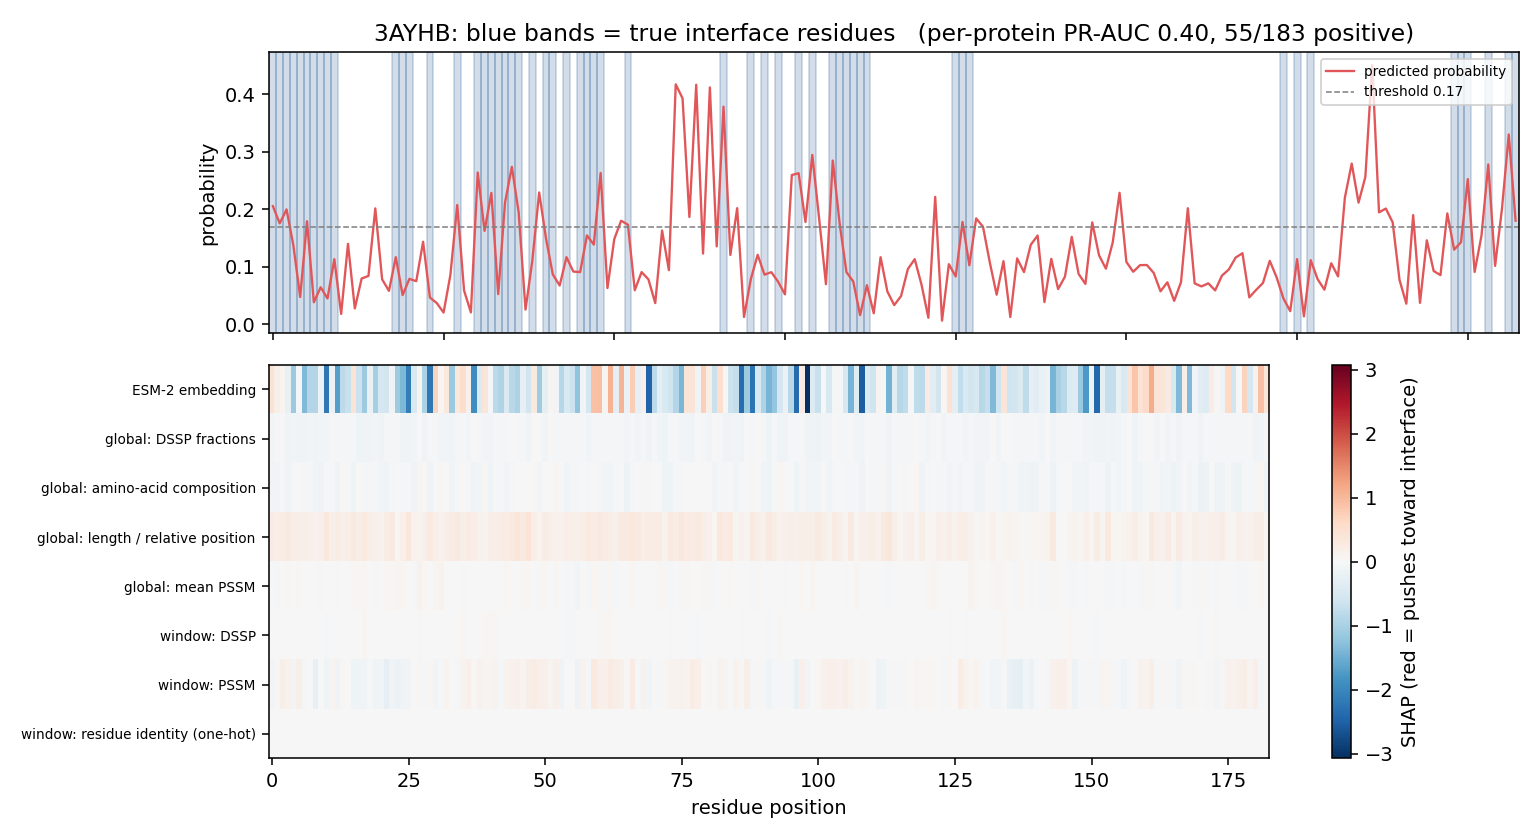 3AYHB: blue bands = true interface residues (per-protein PR-AUC 0.40, 55/183 positive)
predicted probability
threshold 0.17
probability
0.4
0.3
0.2
0.1
0.0
ESM-2 embedding
global: DSSP fractions
global: amino-acid composition
global: length / relative position
global: mean PSSM
window: DSSP
window: PSSM
window: residue identity (one-hot)
0 25 50 75 100 125 150 175
residue position
3
2
1
0
−1
−2
−3
SHAP (red = pushes toward interface)